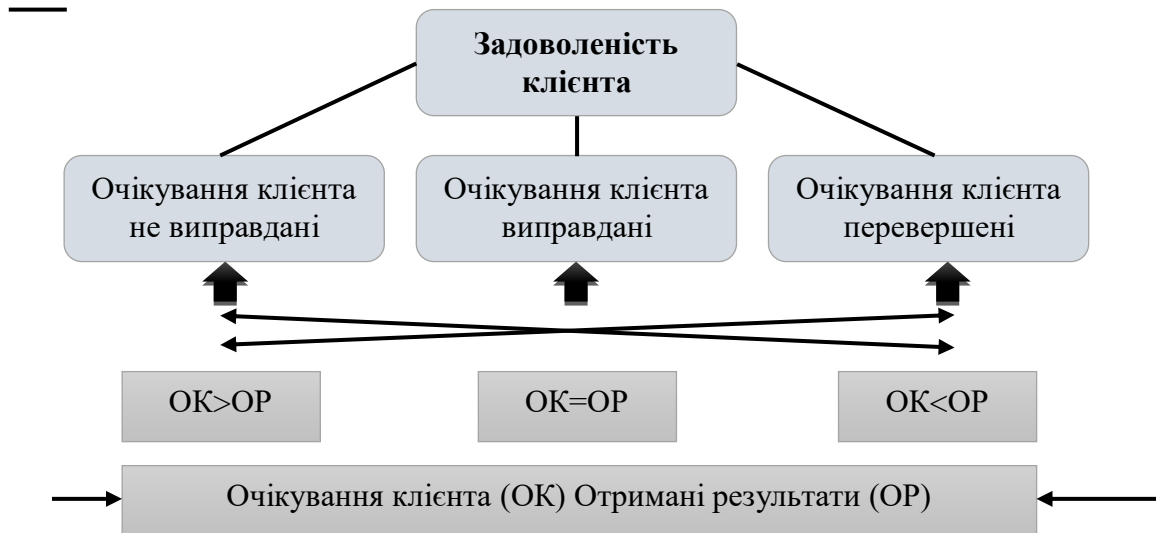 Задоволеність
клієнта
Очікування клієнта
не виправдані
Очікування клієнта
виправдані
Очікування клієнта
перевершені
ОК>ОР
ОК=ОР
ОК<ОР
Очікування клієнта (ОК) Отримані результати (ОР)